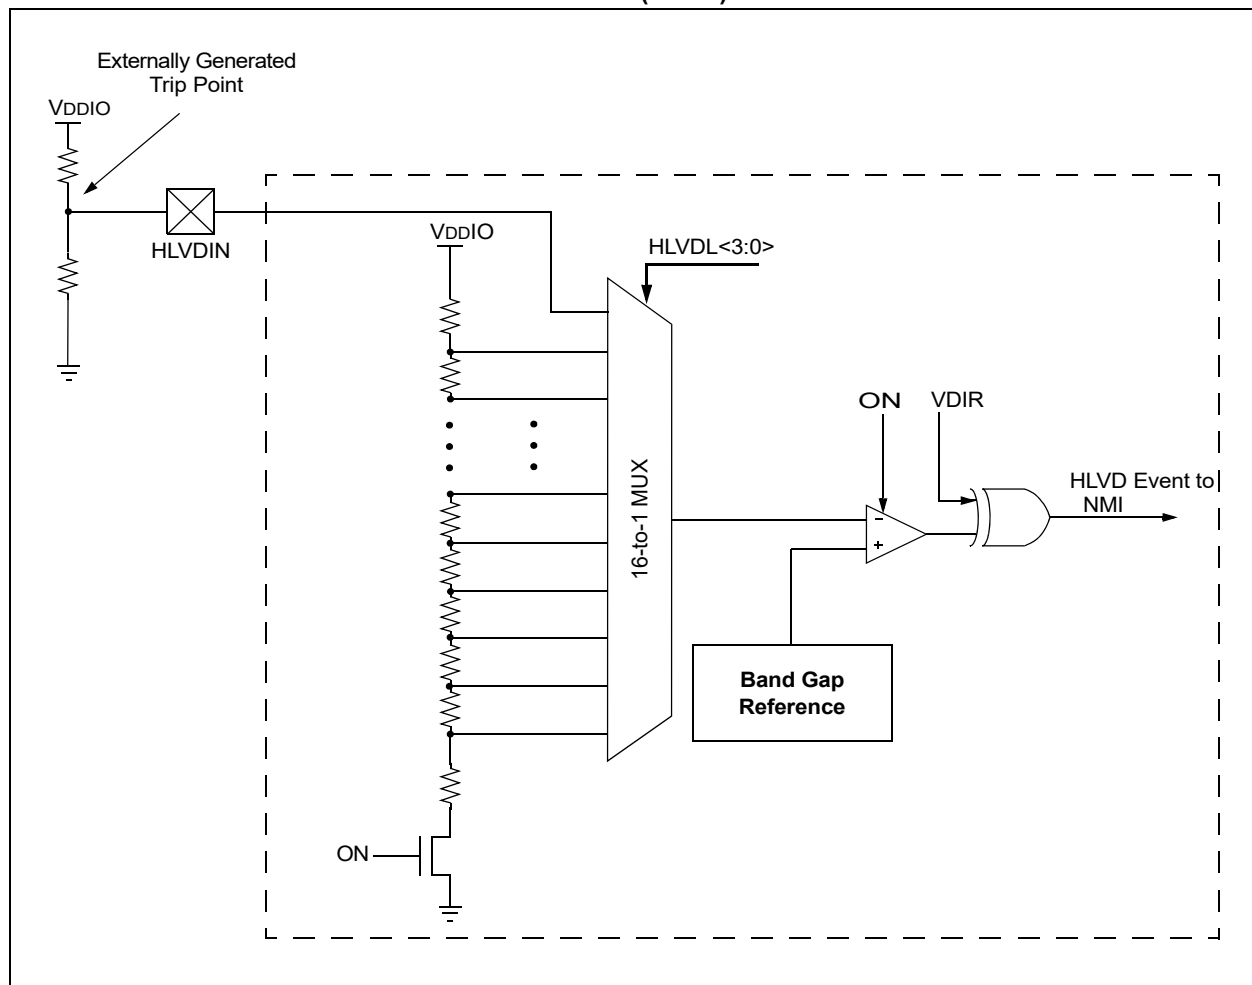 Externally Generated
Trip Point
VDDIO
HLVDIN
VDDIO
HLVDL<3:0>
16-to-1 MUX
ON
VDIR
HLVD Event to
NMI
Band Gap
Reference
ON